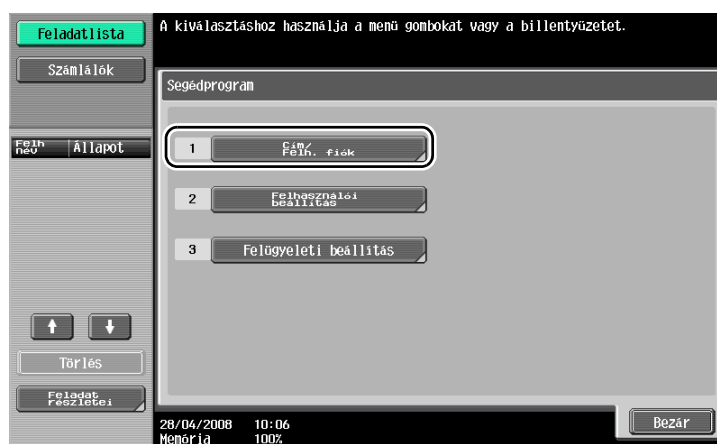 Feladatlista
Számlálók
Felh név Állapot
Törlés
Feladat
részletei
A kiválasztáshoz használja a menü gombokat vagy a billentyűzetet.
Segédprogram
1 Cím/
Felh. fiók
2 Felhasználói
beállítás
3 Felügyeleti beállítás
28/04/2008 10:06
Memória 100%
Bezár